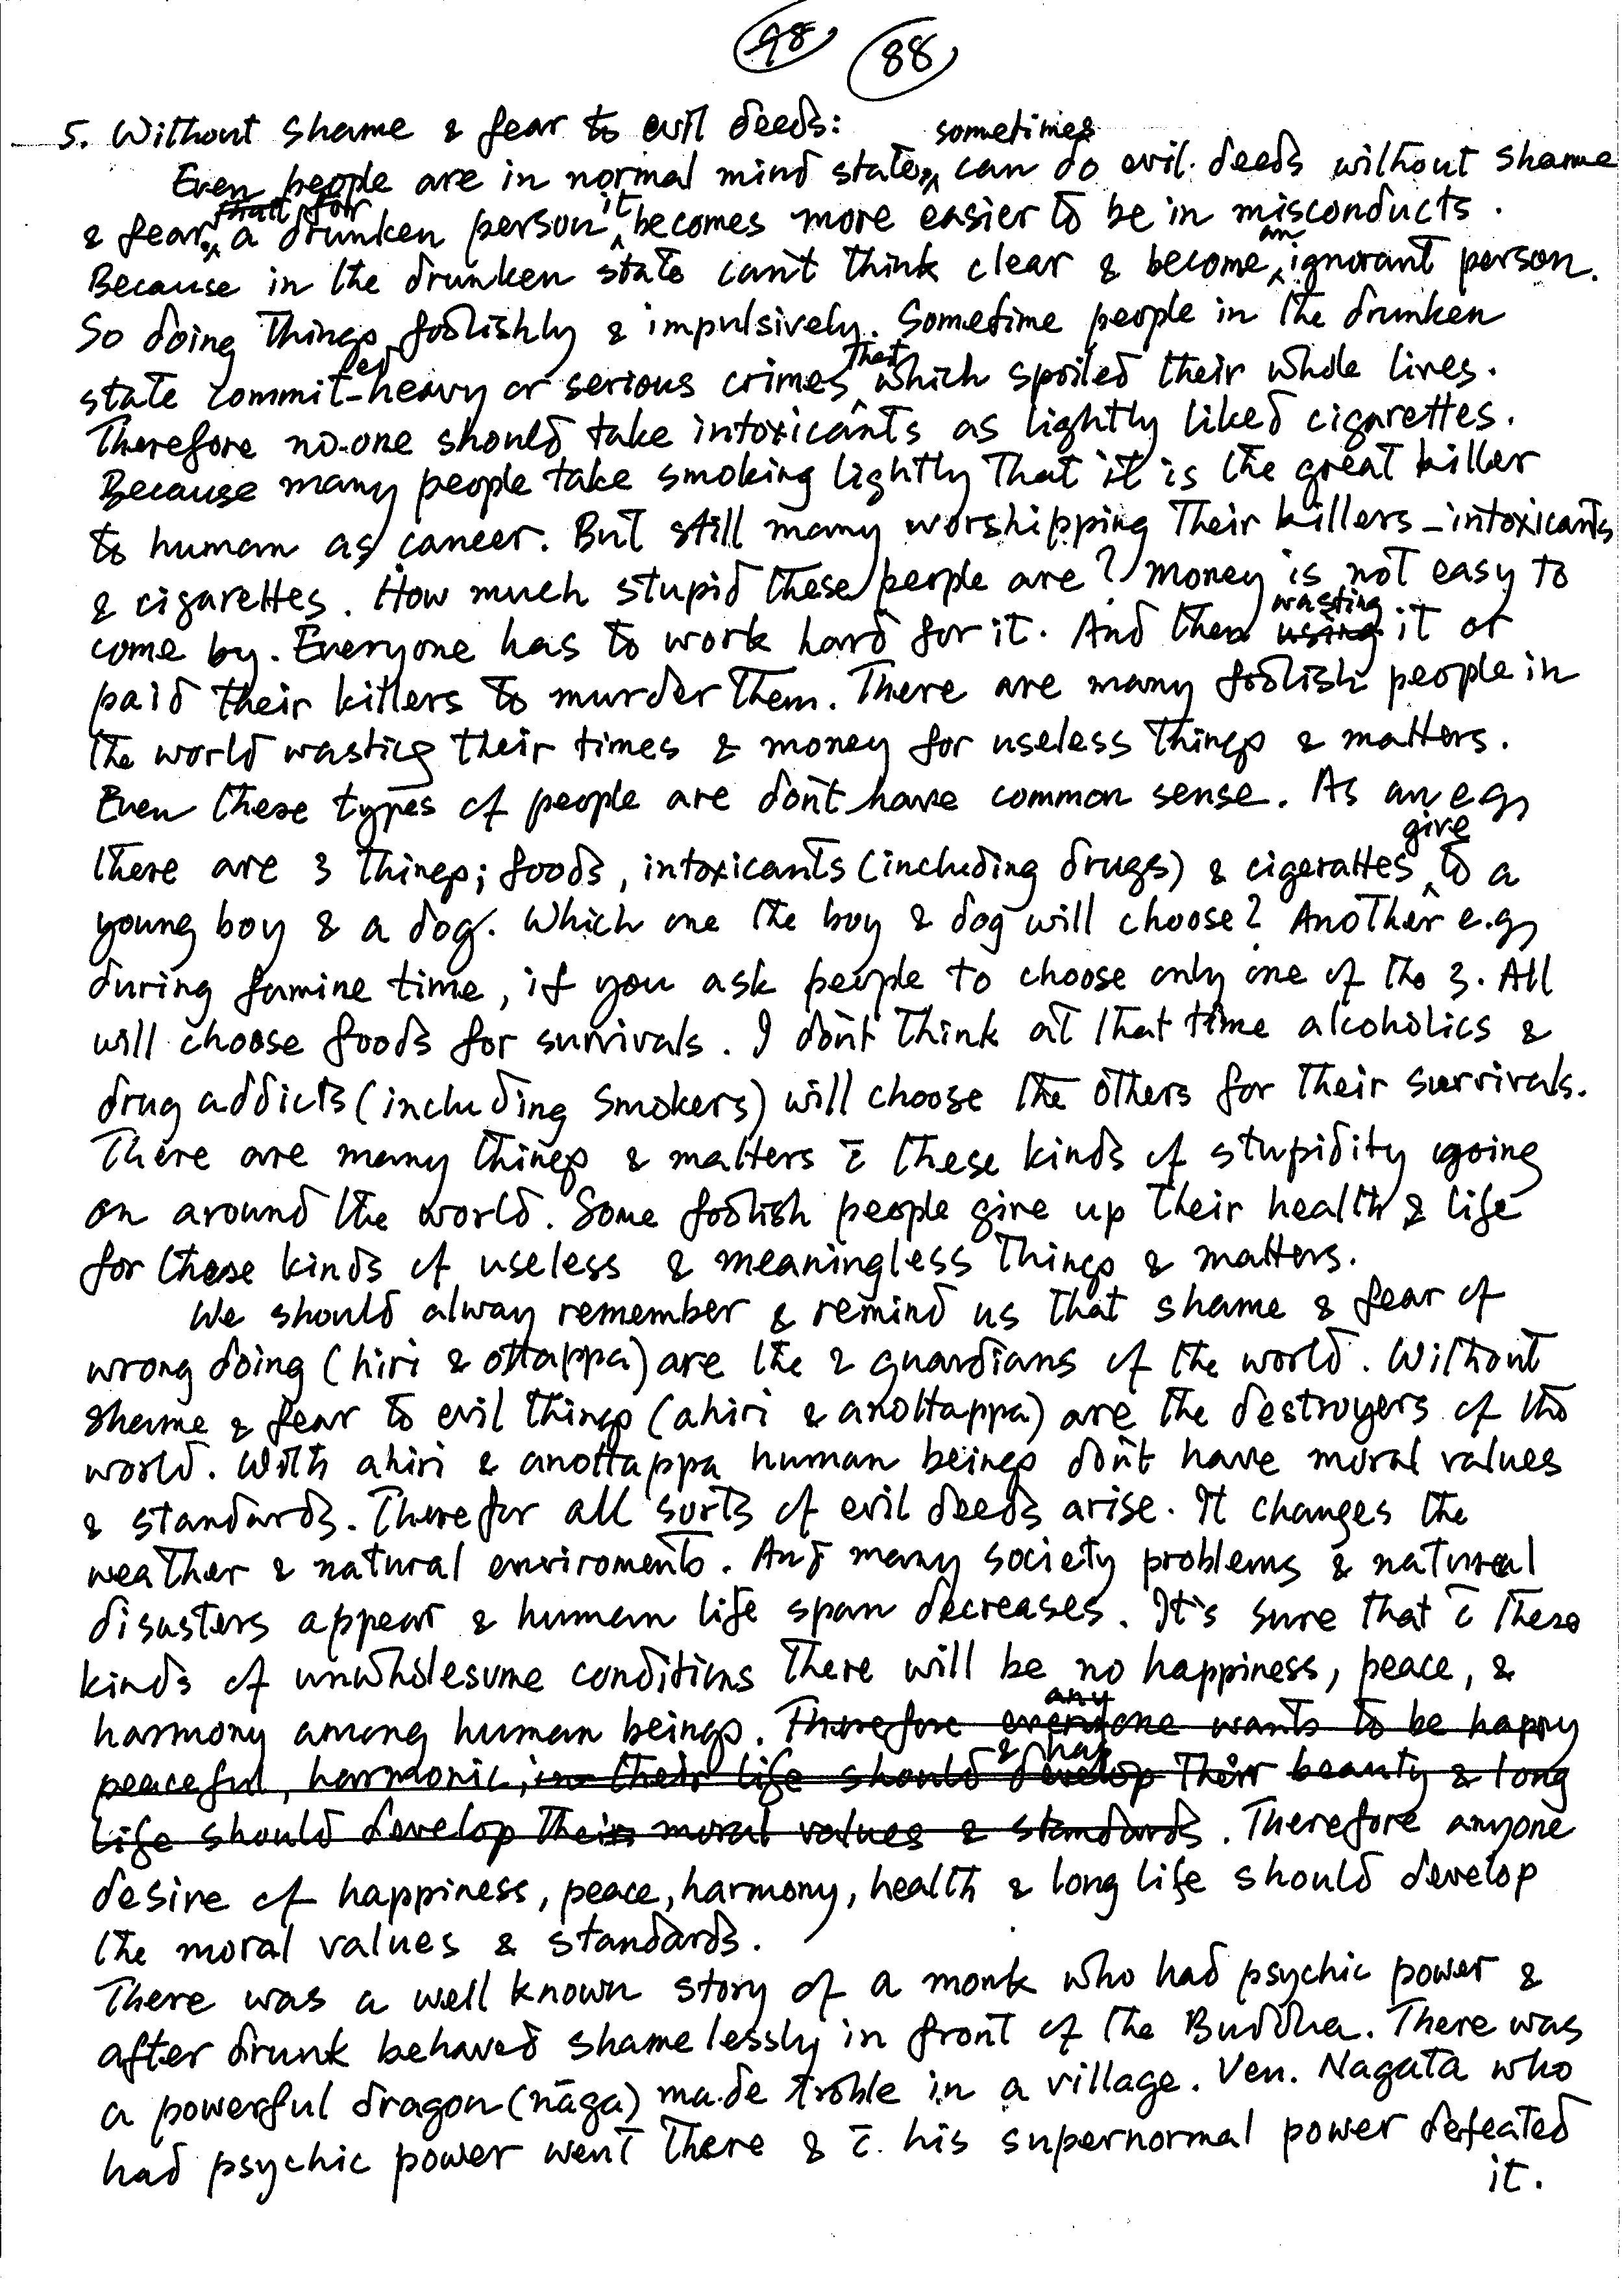 98 88
5. Without shame & fear to evil deeds:
Even people are in normal mind states, sometimes can do evil deeds without shame
& fear, for a drunken person it becomes more easier to be in misconducts.
Because in the drunken state can't think clear & become an ignorant person.
So doing things foolishly & impulsively. Sometime people in the drunken
state commited heavy or serious crimes that which spoiled their whole lives.
Therefore no-one should take intoxicants as lightly liked cigarettes.
Because many people take smoking lightly that it is the great killer
to human as cancer. But still many worshipping their killers – intoxicants
& cigarettes. How much stupid these people are? Money is not easy to
come by. Everyone has to work hard for it. And then wasting it or
paid their killers to murder them. There are many foolish people in
the world wasting their times & money for useless things & matters.
Even these types of people are don't have common sense. As an eg,
there are 3 things; foods, intoxicants (including drugs) & cigerattes give to a
young boy & a dog. Which one the boy & dog will choose? Another e.g,
during famine time, if you ask people to choose only one of the 3. All
will choose foods for survivals. I don't think at that time alcoholics &
drug addicts (including smokers) will choose the others for their survivals.
There are many things & matters c̄ these kinds of stupidity going
on around the world. Some foolish people give up their health & life
for these kinds of useless & meaningless things & matters.
We should alway remember & remind us that shame & fear of
wrong doing (hiri & ottappa) are the 2 guardians of the world. Without
shame & fear to evil things (ahiri & anottappa) are the destroyers of the
world. With ahiri & anottappa human beings don't have moral values
& standards. Therefor all sorts of evil deeds arise. It changes the
weather & natural enviroments. And many society problems & natural
disasters appear & human life span decreases. It's sure that c̄ these
kinds of unwholesome conditions there will be no happiness, peace, &
harmony among human beings. Therefore any everyone wants to be happy
peaceful, harmonic, in their life should develop & has their beauty & long
life should develop their moral values & standards. Therefore anyone
desire of happiness, peace, harmony, health & long life should develop
the moral values & standards.
There was a well known story of a monk who had psychic power &
after drunk behaved shamelessly in front of the Buddha. There was
a powerful dragon (nāga) made troble in a village. Ven. Nagata who
had psychic power went there & c̄. his supernormal power defeated
it.